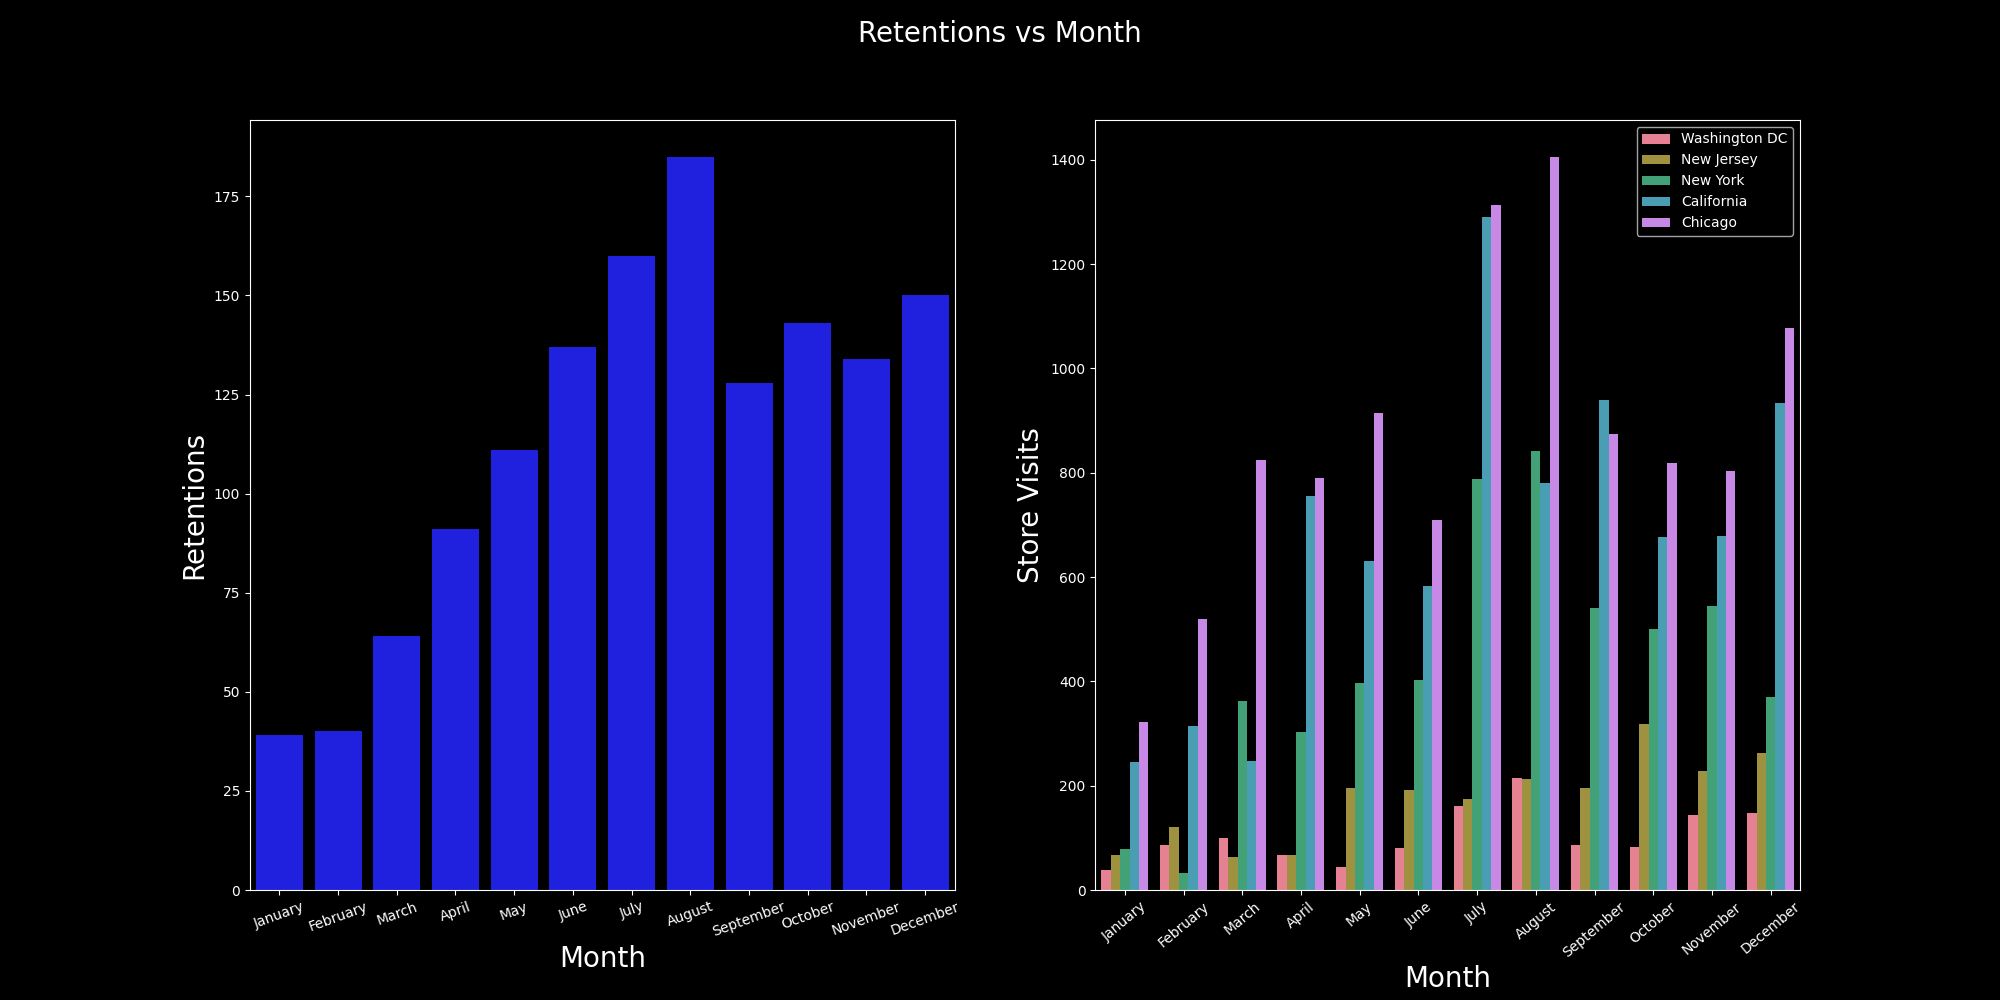 Retentions vs Month
Retentions
175
150
125
100
75
50
25
0
January February March April May June July August September October November December
Month
Store Visits
1400
1200
1000
800
600
400
200
0
Washington DC
New Jersey
New York
California
Chicago
January February March April May June July August September October November December
Month